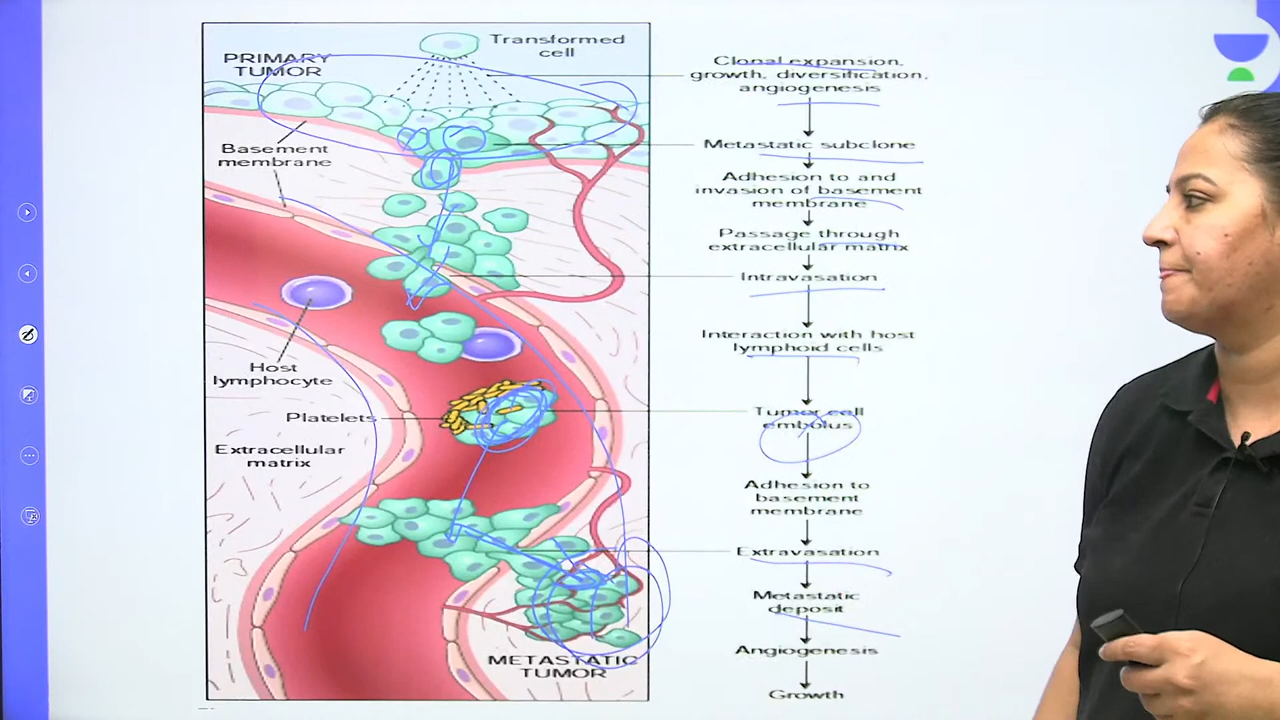 PRIMARY
TUMOR
Transformed
cell
Basement
membrane
Host
lymphocyte
Platelets
Extracellular
matrix
METASTATIC
TUMOR
Clonal expansion,
growth, diversification,
angiogenesis
Metastatic subclone
Adhesion to and
invasion of basement
membrane
Passage through
extracellular matrix
Intravasation
Interaction with host
lymphoid cells
Tumor cell
embolus
Adhesion to
basement
membrane
Extravasation
Metastatic
deposit
Angiogenesis
Growth